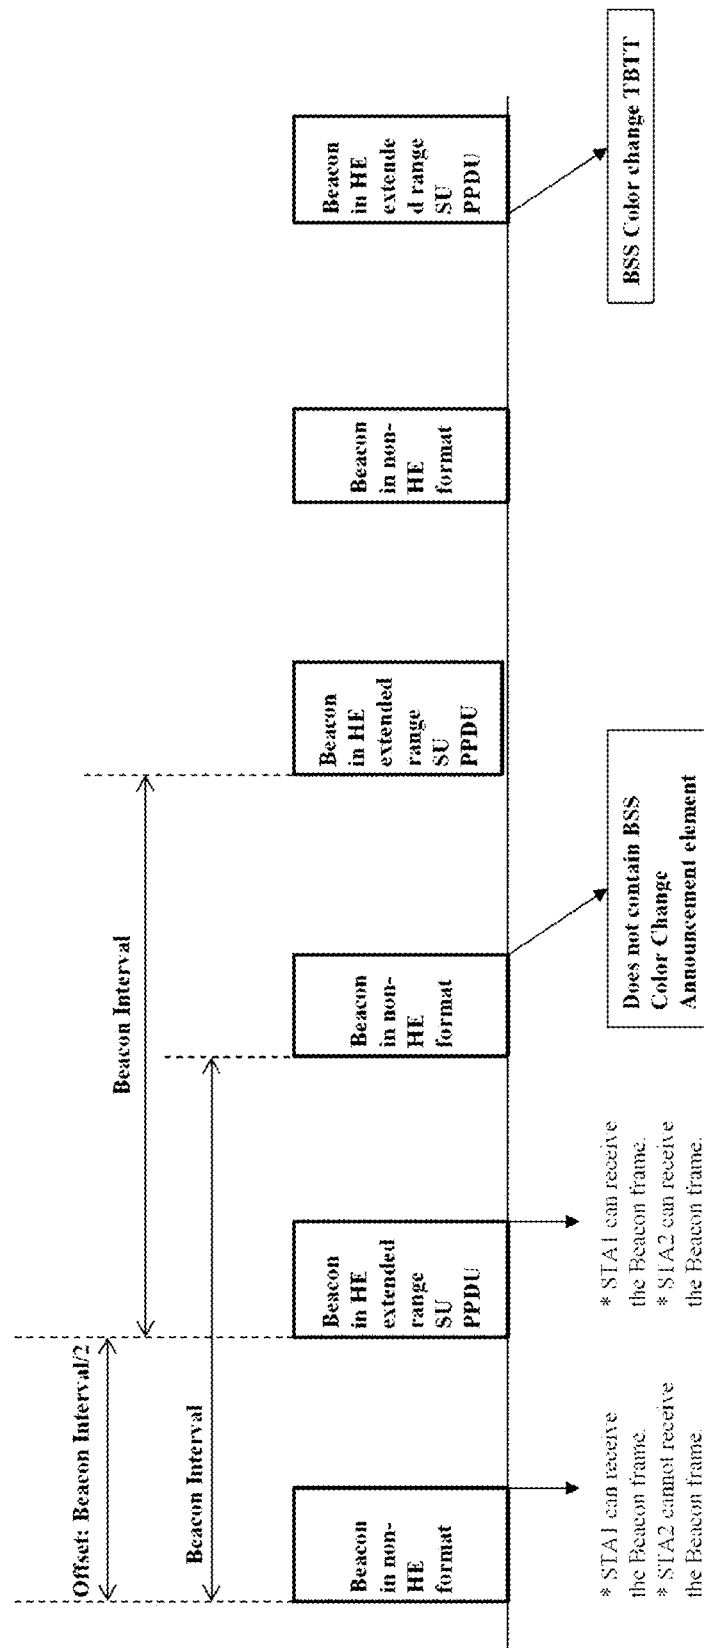 Offset: Beacon Interval/2
Beacon Interval
Beacon Interval
Beacon
in non-
HE
format
Beacon
in HE
extended
range
SU
PPDU
Beacon
in non-
HE
format
Beacon
in HE
extended
range
SU
PPDU
Beacon
in non-
HE
format
Beacon
in HE
extende
d range
SU
PPDU
* STA1 can receive
the Beacon frame.
* STA2 cannot receive
the Beacon frame.
* STA1 can receive
the Beacon frame.
* STA2 can receive
the Beacon frame.
Does not contain BSS
Color Change
Announcement element
BSS Color change TBTT